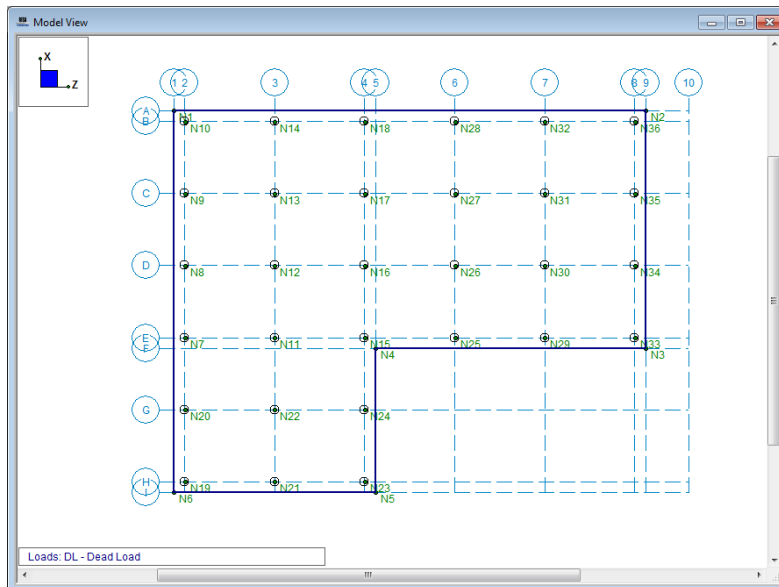 Model View
X
Z
1 2 3 4 5 6 7 8 9 10
A
N1 N2
B
N10 N14 N18 N28 N32 N36
C
N9 N13 N17 N27 N31 N35
D
N8 N12 N16 N26 N30 N34
E
N7 N11 N15 N25 N29 N33
F
N4 N3
G
N20 N22 N24
H
N19 N21 N23
I
N6 N5
Loads: DL - Dead Load